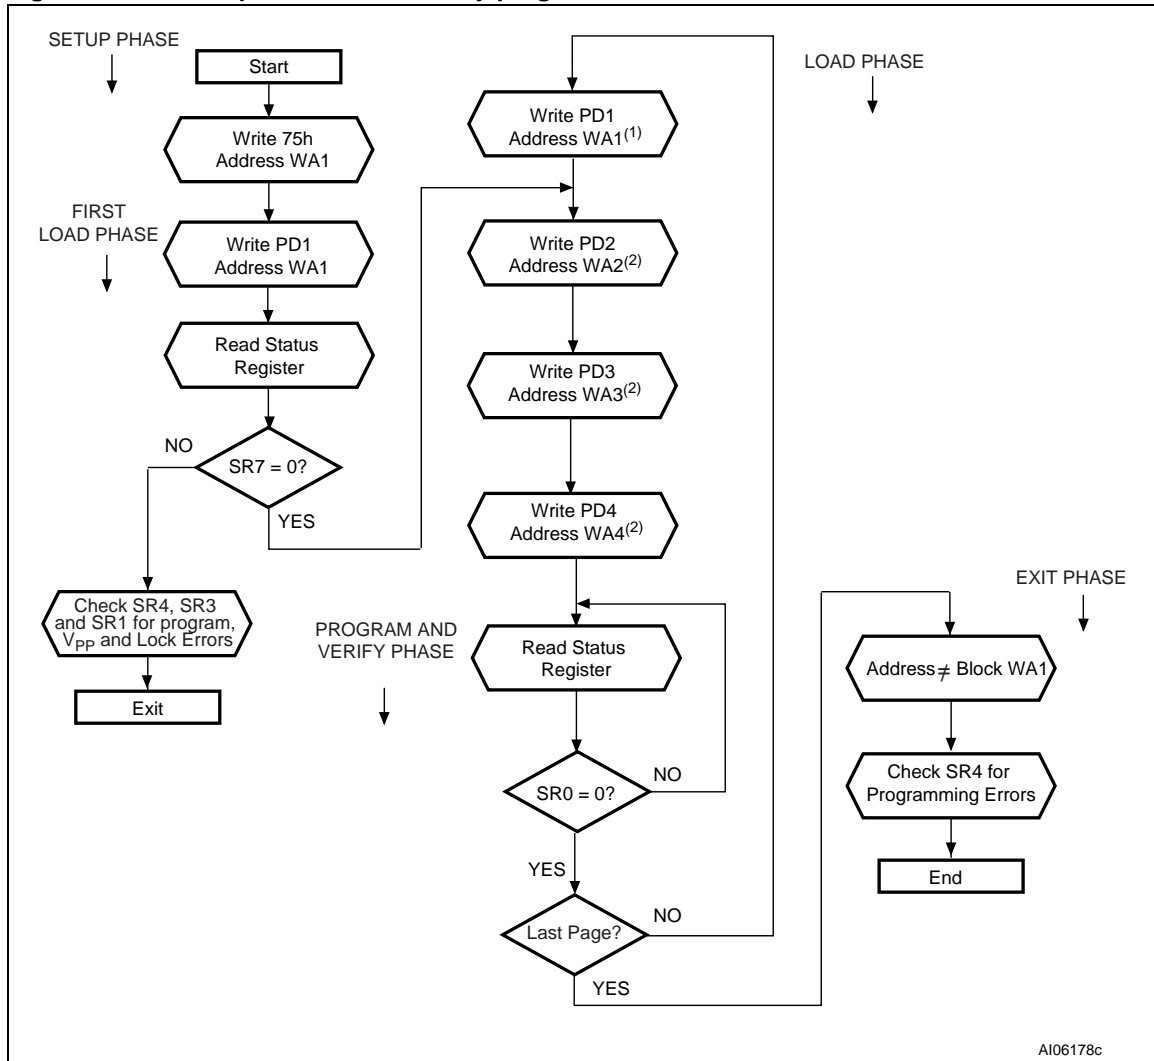 SETUP PHASE
Start
Write 75h
Address WA1
FIRST
LOAD PHASE
Write PD1
Address WA1
Read Status
Register
NO
SR7 = 0?
YES
Check SR4, SR3
and SR1 for program,
VPP and Lock Errors
Exit
LOAD PHASE
Write PD1
Address WA1(1)
Write PD2
Address WA2(2)
Write PD3
Address WA3(2)
Write PD4
Address WA4(2)
PROGRAM AND
VERIFY PHASE
Read Status
Register
SR0 = 0?
NO
YES
Last Page?
NO
YES
EXIT PHASE
Address ≠ Block WA1
Check SR4 for
Programming Errors
End
AI06178c